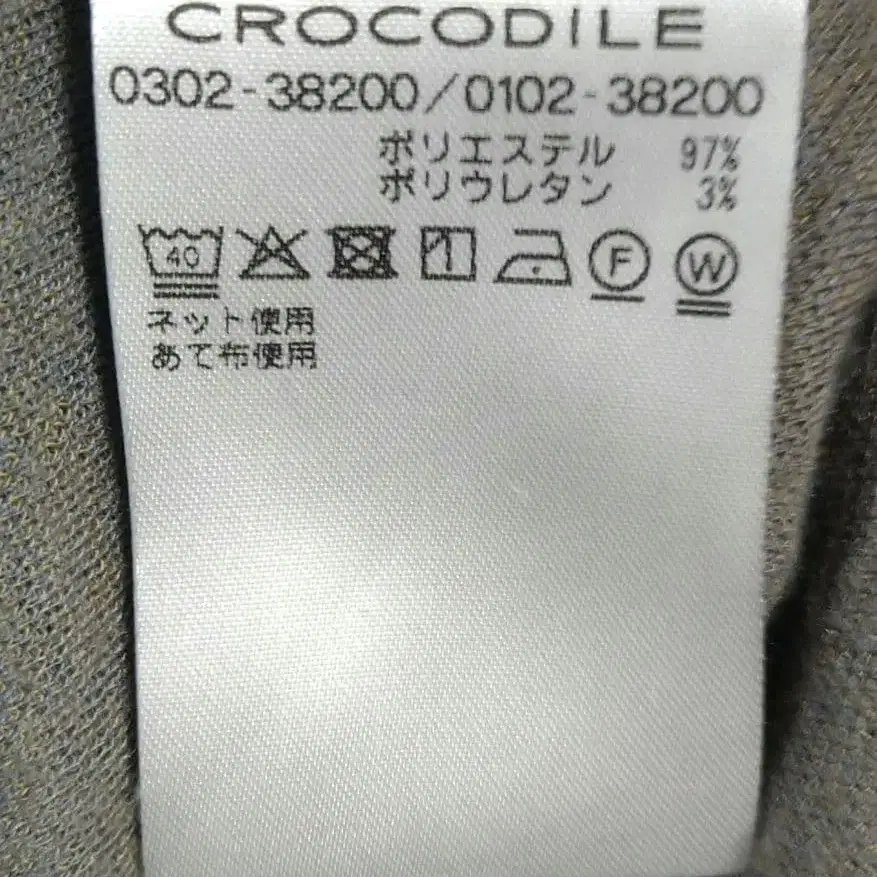 CROCODILE
0302-38200/0102-38200
ポリエステル 97%
ポリウレタン 3%
40 F W
ネット使用
あて布使用